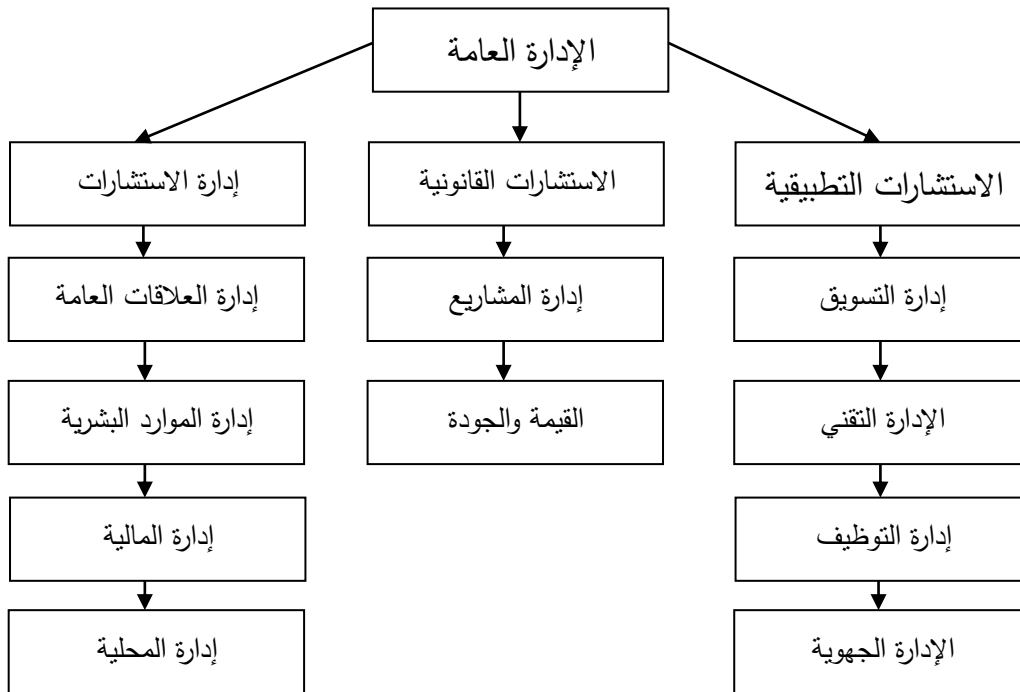 الإدارة العامة
الاستشارات التطبيقية
الاستشارات القانونية
إدارة الاستشارات
إدارة التسويق
إدارة المشاريع
إدارة العلاقات العامة
الإدارة التقني
القيمة والجودة
إدارة الموارد البشرية
إدارة التوظيف
إدارة المالية
الإدارة الجهوية
إدارة المحلية